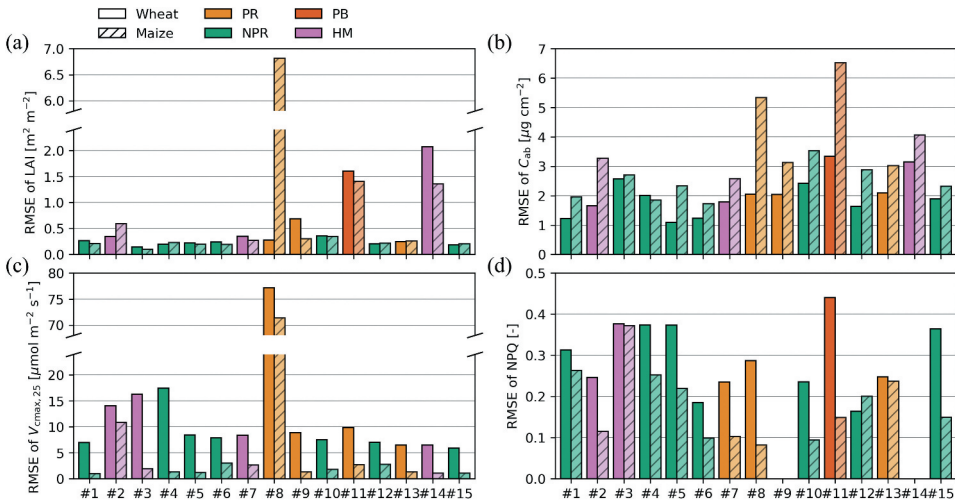 Wheat PR PB
Maize NPR HM
(a)
RMSE of LAI [m² m⁻²]
7.0
6.5
6.0
2.0
1.5
1.0
0.5
0.0
(b)
RMSE of Cab [μg cm⁻²]
7
6
5
4
3
2
1
0
(c)
RMSE of Vcmax, 25 [μmol m⁻² s⁻¹]
80
75
70
20
15
10
5
0
#1 #2 #3 #4 #5 #6 #7 #8 #9 #10 #11 #12 #13 #14 #15
(d)
RMSE of NPQ [-]
0.5
0.4
0.3
0.2
0.1
0.0
#1 #2 #3 #4 #5 #6 #7 #8 #9 #10 #11 #12 #13 #14 #15